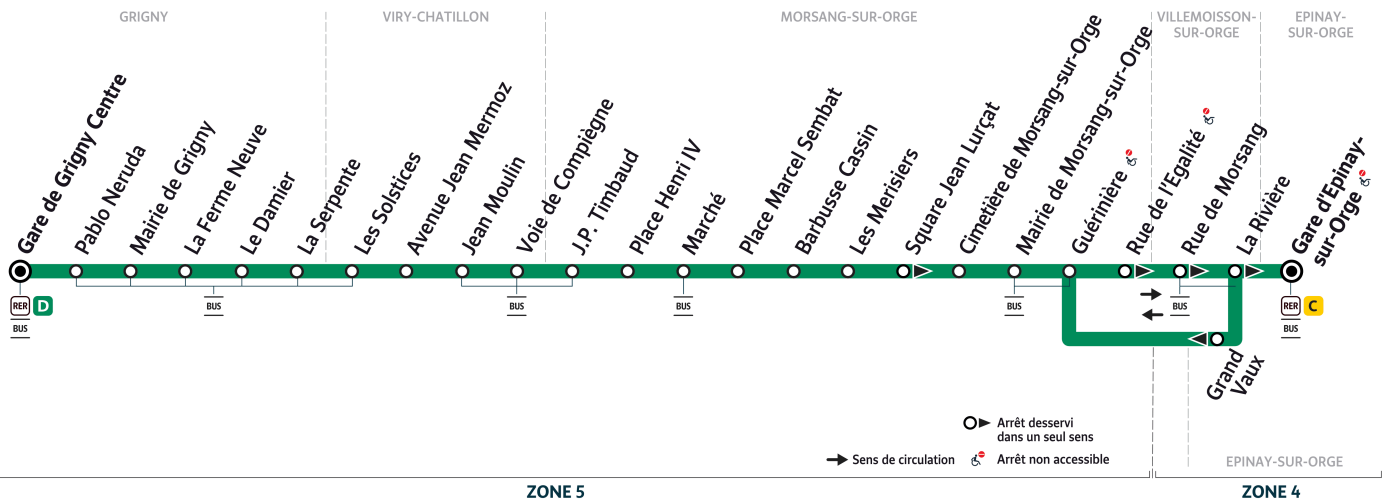 GRIGNY
VIRY-CHATILLON
MORSANG-SUR-ORGE
VILLEMOISSON-
SUR-ORGE
EPINAY-
SUR-ORGE
Gare de Grigny Centre
Pablo Neruda
Mairie de Grigny
La Ferme Neuve
Le Damier
La Serpente
Les Solstices
Avenue Jean Mermoz
Jean Moulin
Voie de Compiègne
J.P. Timbaud
Place Henri IV
Marché
Place Marcel Sembat
Barbusse Cassin
Les Merisiers
Square Jean Lurçat
Cimetière de Morsang-sur-Orge
Mairie de Morsang-sur-Orge
Guérinière
Rue de l'Egalité
Rue de Morsang
La Rivière
Gare d'Epinay-
sur-Orge
RER D
BUS
BUS
BUS
BUS
BUS
BUS
RER C
BUS
Grand
Vaux
Arrêt desservi
dans un seul sens
Sens de circulation
Arrêt non accessible
EPINAY-SUR-ORGE
ZONE 5
ZONE 4